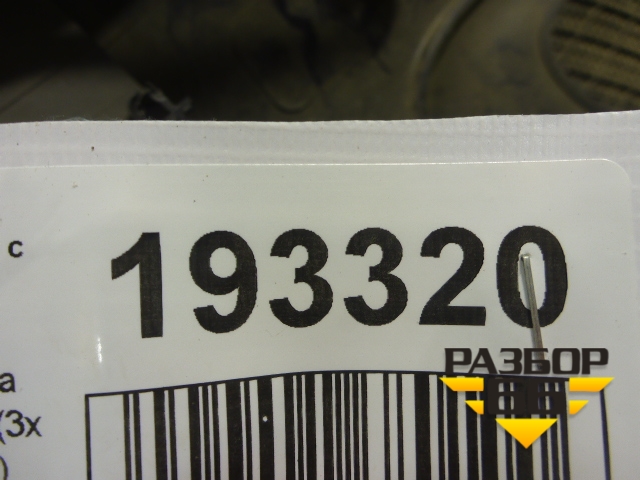 с
193320
а
(3х
)
РАЗБОР